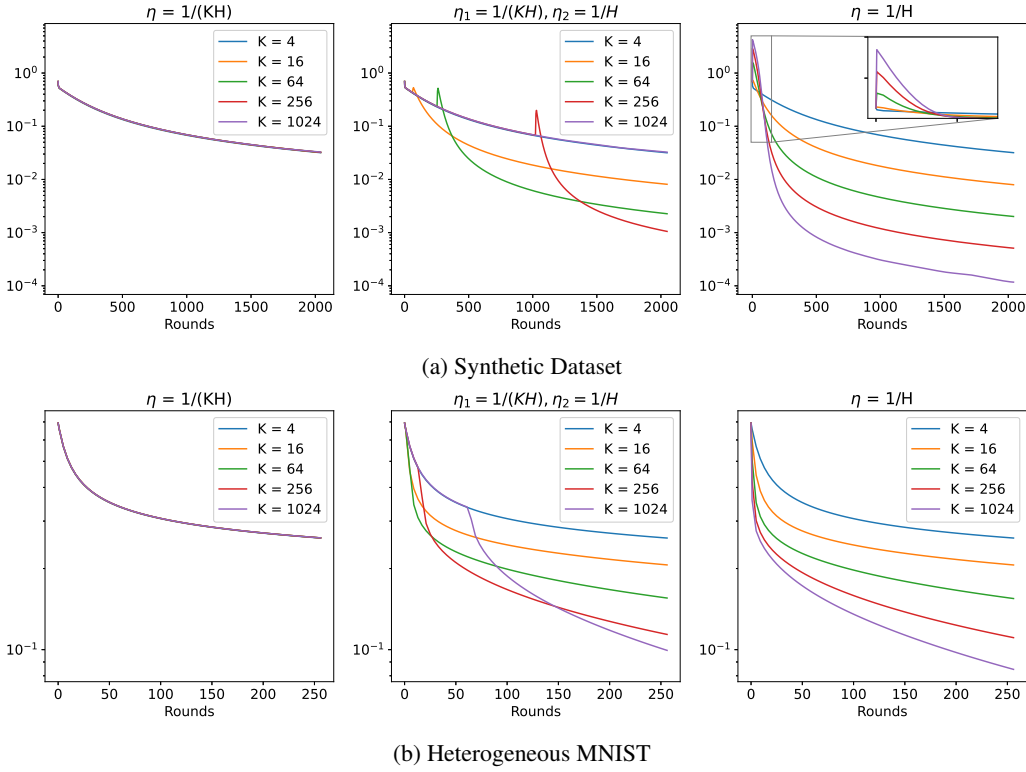 η = 1/(KH)
η₁ = 1/(KH), η₂ = 1/H
η = 1/H
K = 4
K = 16
K = 64
K = 256
K = 1024
K = 4
K = 16
K = 64
K = 256
K = 1024
K = 4
K = 16
K = 64
K = 256
K = 1024
10⁰
10⁻¹
10⁻²
10⁻³
10⁻⁴
10⁰
10⁻¹
10⁻²
10⁻³
10⁻⁴
10⁰
10⁻¹
10⁻²
10⁻³
10⁻⁴
0 500 1000 1500 2000
0 500 1000 1500 2000
0 500 1000 1500 2000
Rounds
Rounds
Rounds
(a) Synthetic Dataset
η = 1/(KH)
η₁ = 1/(KH), η₂ = 1/H
η = 1/H
K = 4
K = 16
K = 64
K = 256
K = 1024
K = 4
K = 16
K = 64
K = 256
K = 1024
K = 4
K = 16
K = 64
K = 256
K = 1024
10⁻¹
10⁻¹
10⁻¹
0 50 100 150 200 250
0 50 100 150 200 250
0 50 100 150 200 250
Rounds
Rounds
Rounds
(b) Heterogeneous MNIST